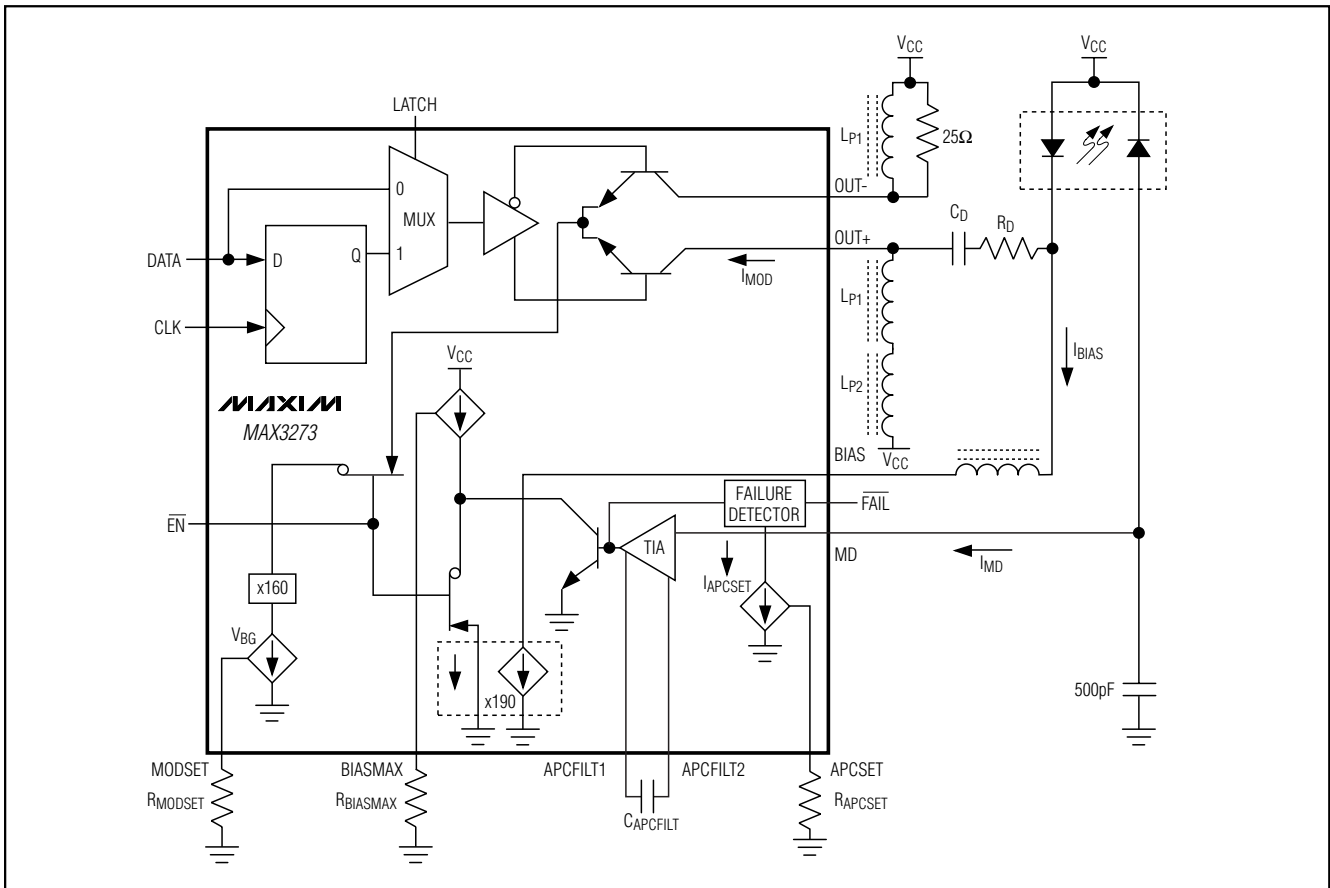 VCC
VCC
LATCH
LP1
25Ω
OUT-
0
MUX
CD
RD
OUT+
DATA
D
Q
1
IMOD
LP1
CLK
IBIAS
VCC
LP2
MAXIM
MAX3273
BIAS
VCC
FAILURE
DETECTOR
FAIL
EN
TIA
MD
IMD
IAPCSET
x160
VBG
x190
500pF
MODSET
BIASMAX
APCFILT1
APCFILT2
APCSET
RMODSET
RBIASMAX
CAPCFILT
RAPCSET